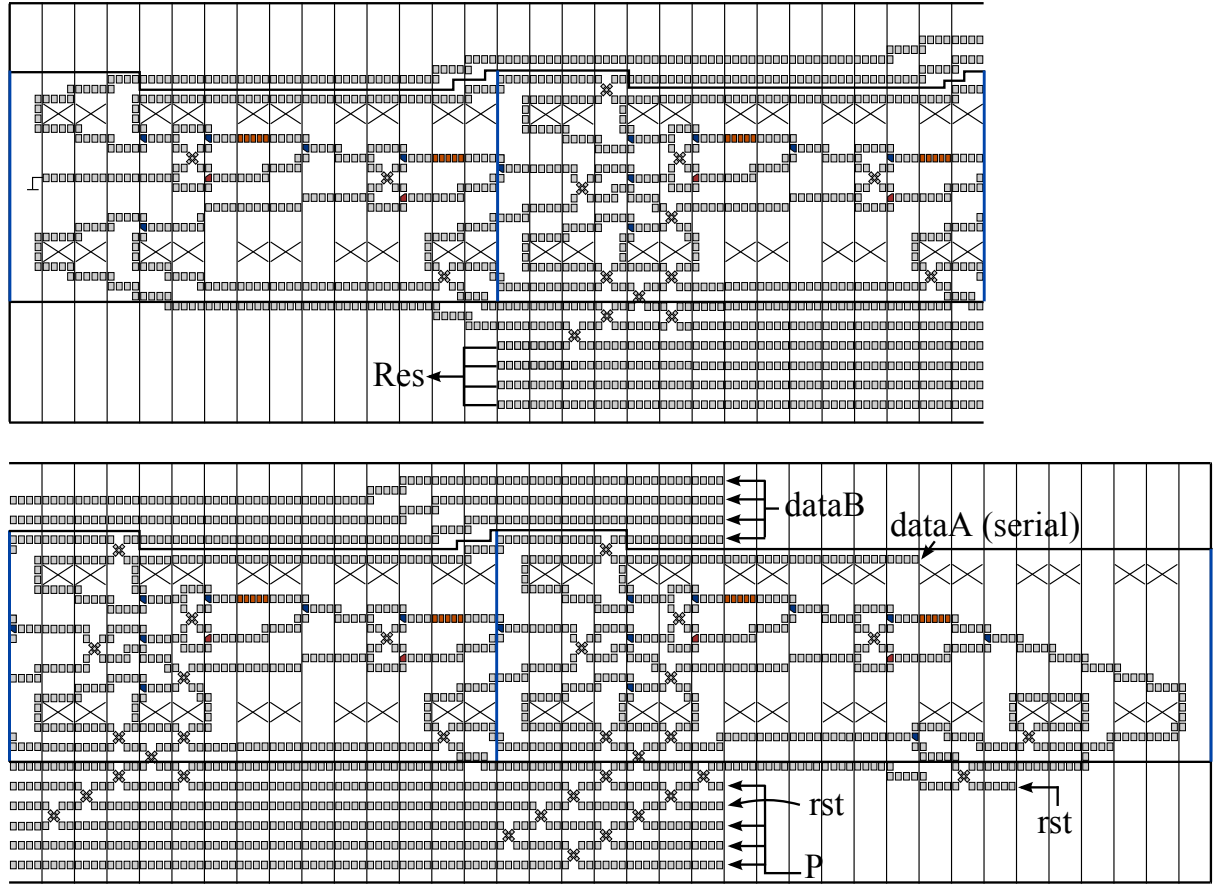 Res
dataB
dataA (serial)
rst
rst
P